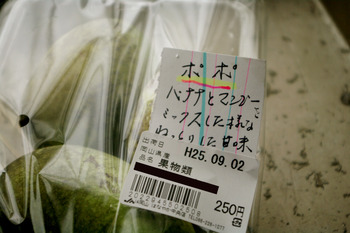 ポポ
バナナとマンゴーを
ミックスした様な
ねっとりした甘味
出荷日
岡山県産 H25.09.02
品名 果物類
250円